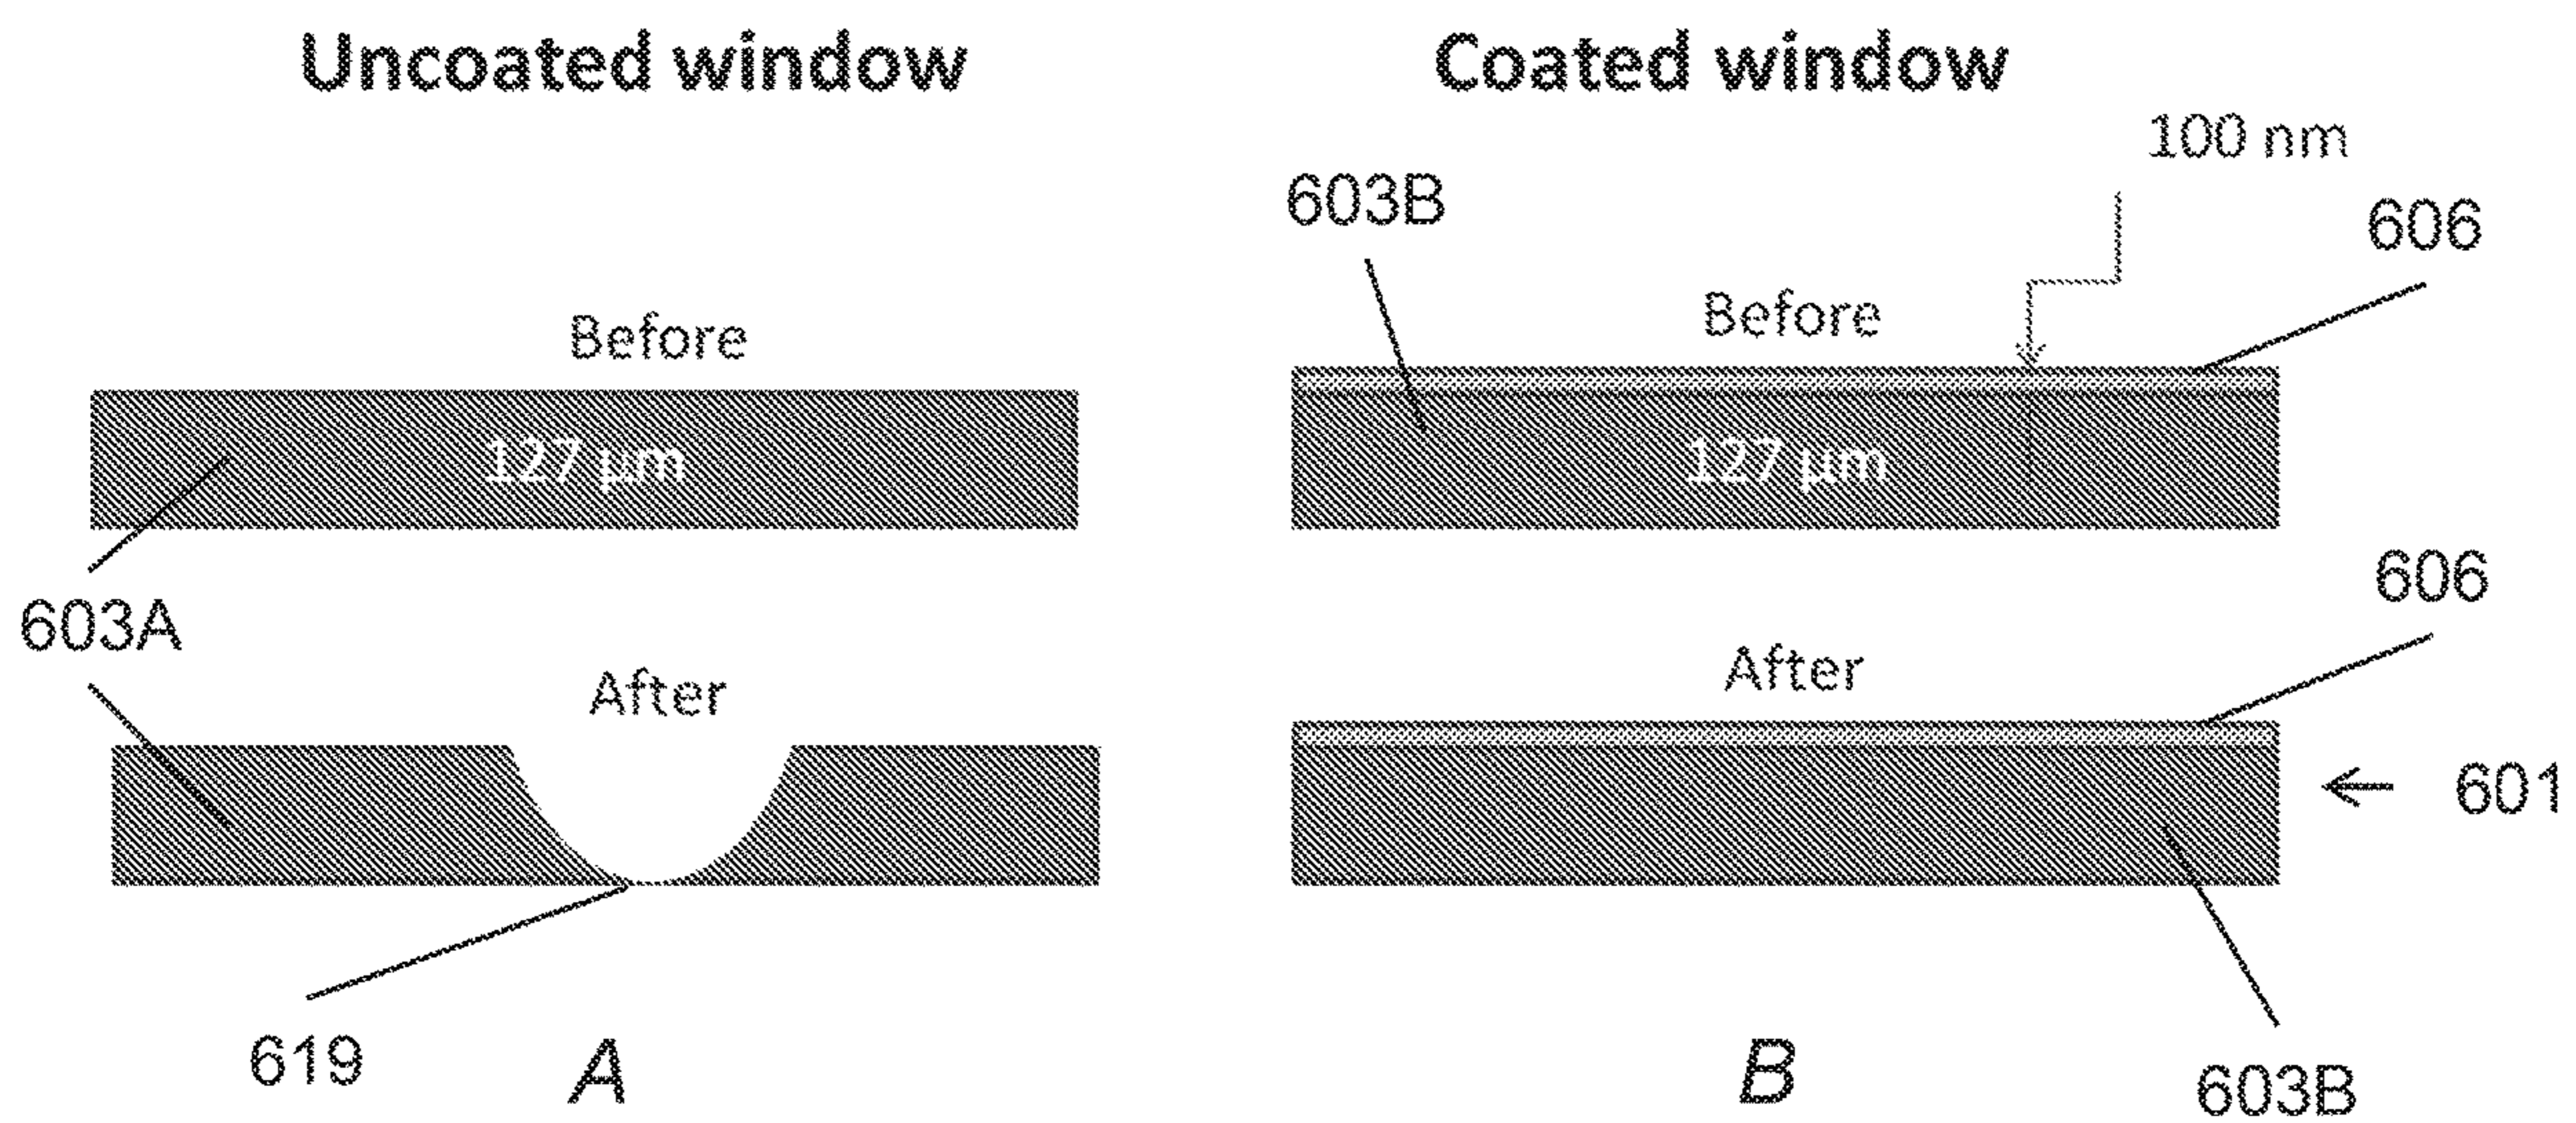 Uncoated window
Before
127 µm
603A
After
619
A
Coated window
100 nm
603B
606
Before
127 µm
606
After
601
603B
B